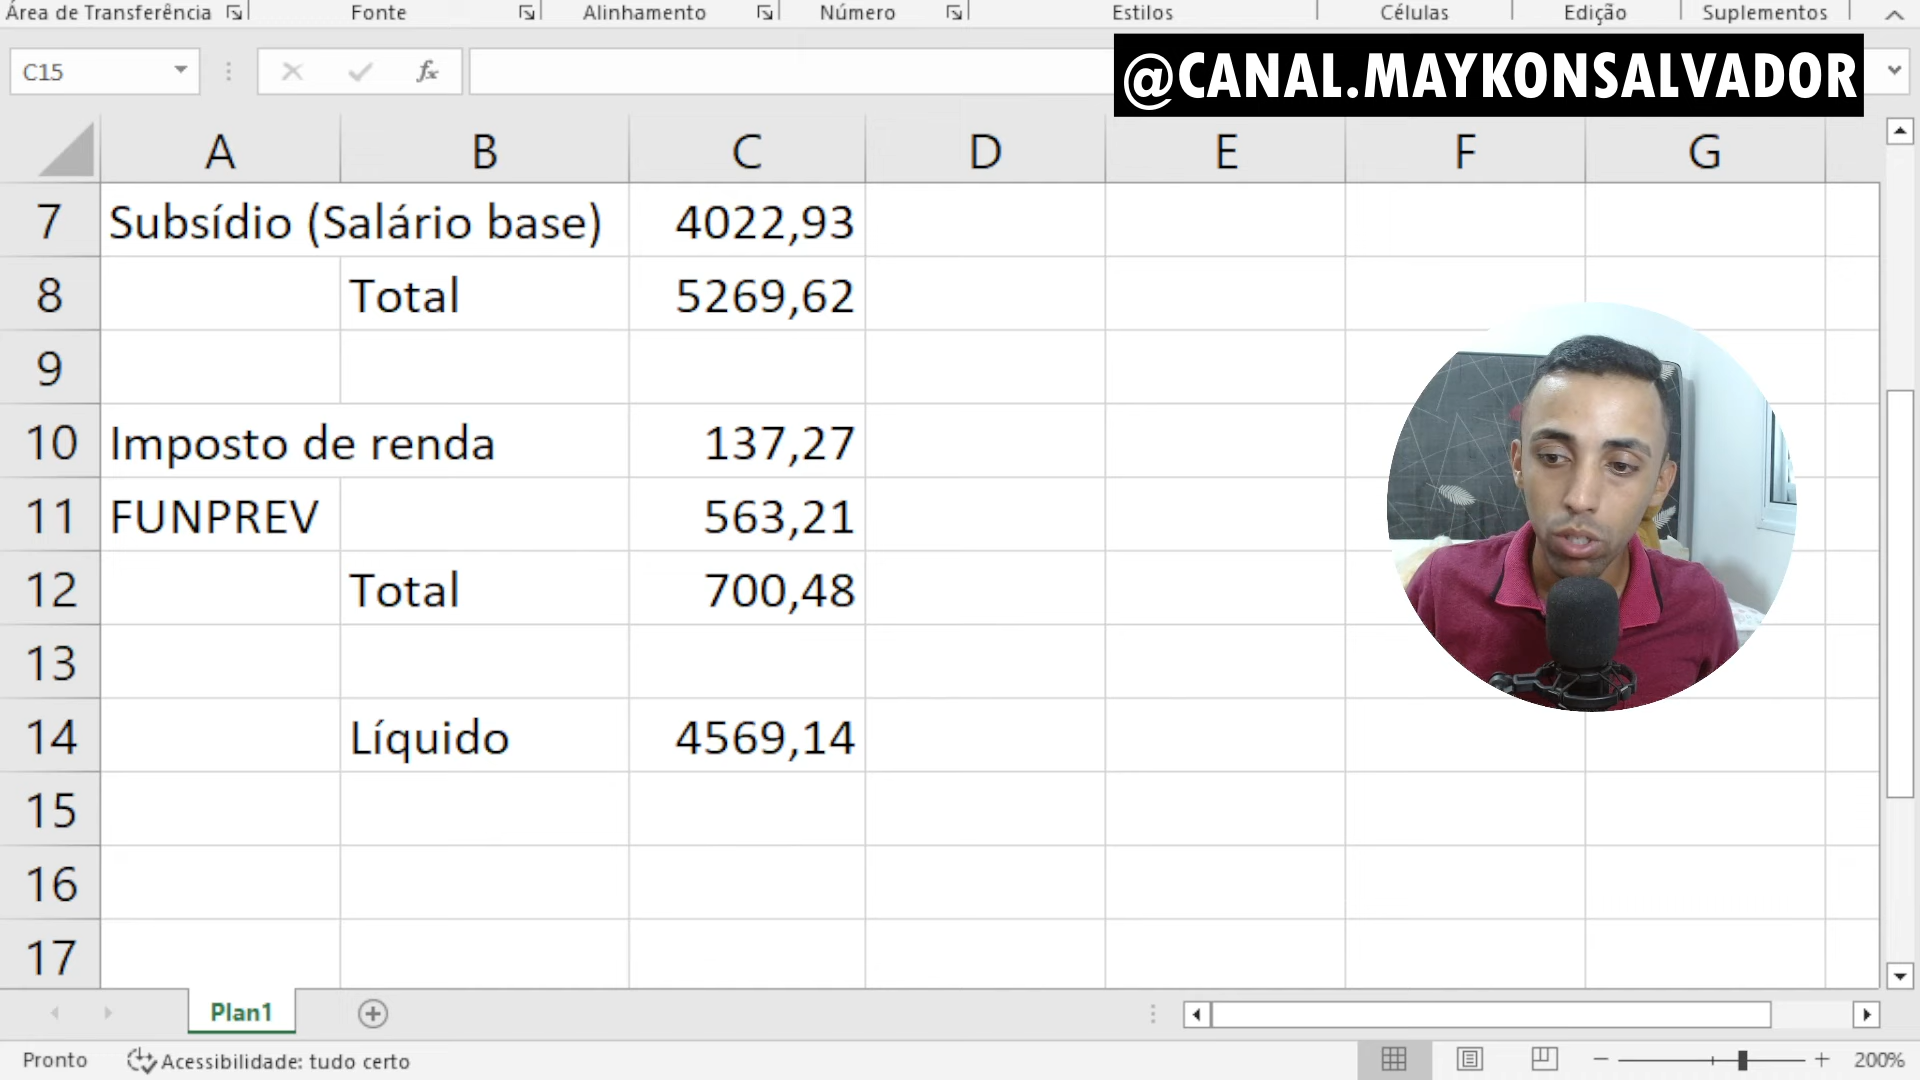 Área de Transferência Fonte Alinhamento Número Estilos Células Edição Suplementos
C15 fx
@CANAL.MAYKONSALVADOR
A B C D E F G
7 Subsídio (Salário base) 4022,93
8 Total 5269,62
9
10 Imposto de renda 137,27
11 FUNPREV 563,21
12 Total 700,48
13
14 Líquido 4569,14
15
16
17
Plan1
Pronto Acessibilidade: tudo certo 200%